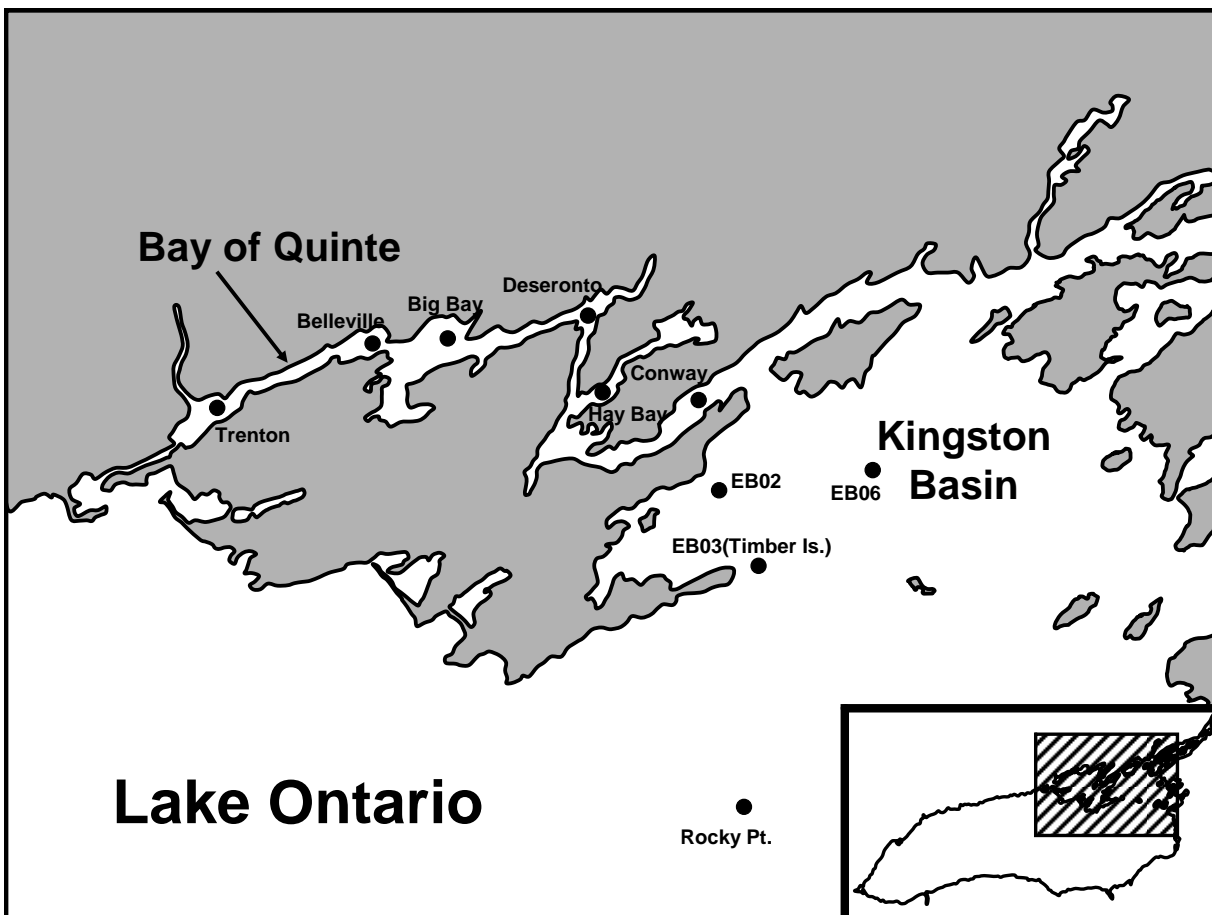 Bay of Quinte
Deseronto
Big Bay
Belleville
Trenton
Conway
Hay Bay
Kingston
Basin
EB02
EB06
EB03(Timber Is.)
Lake Ontario
Rocky Pt.